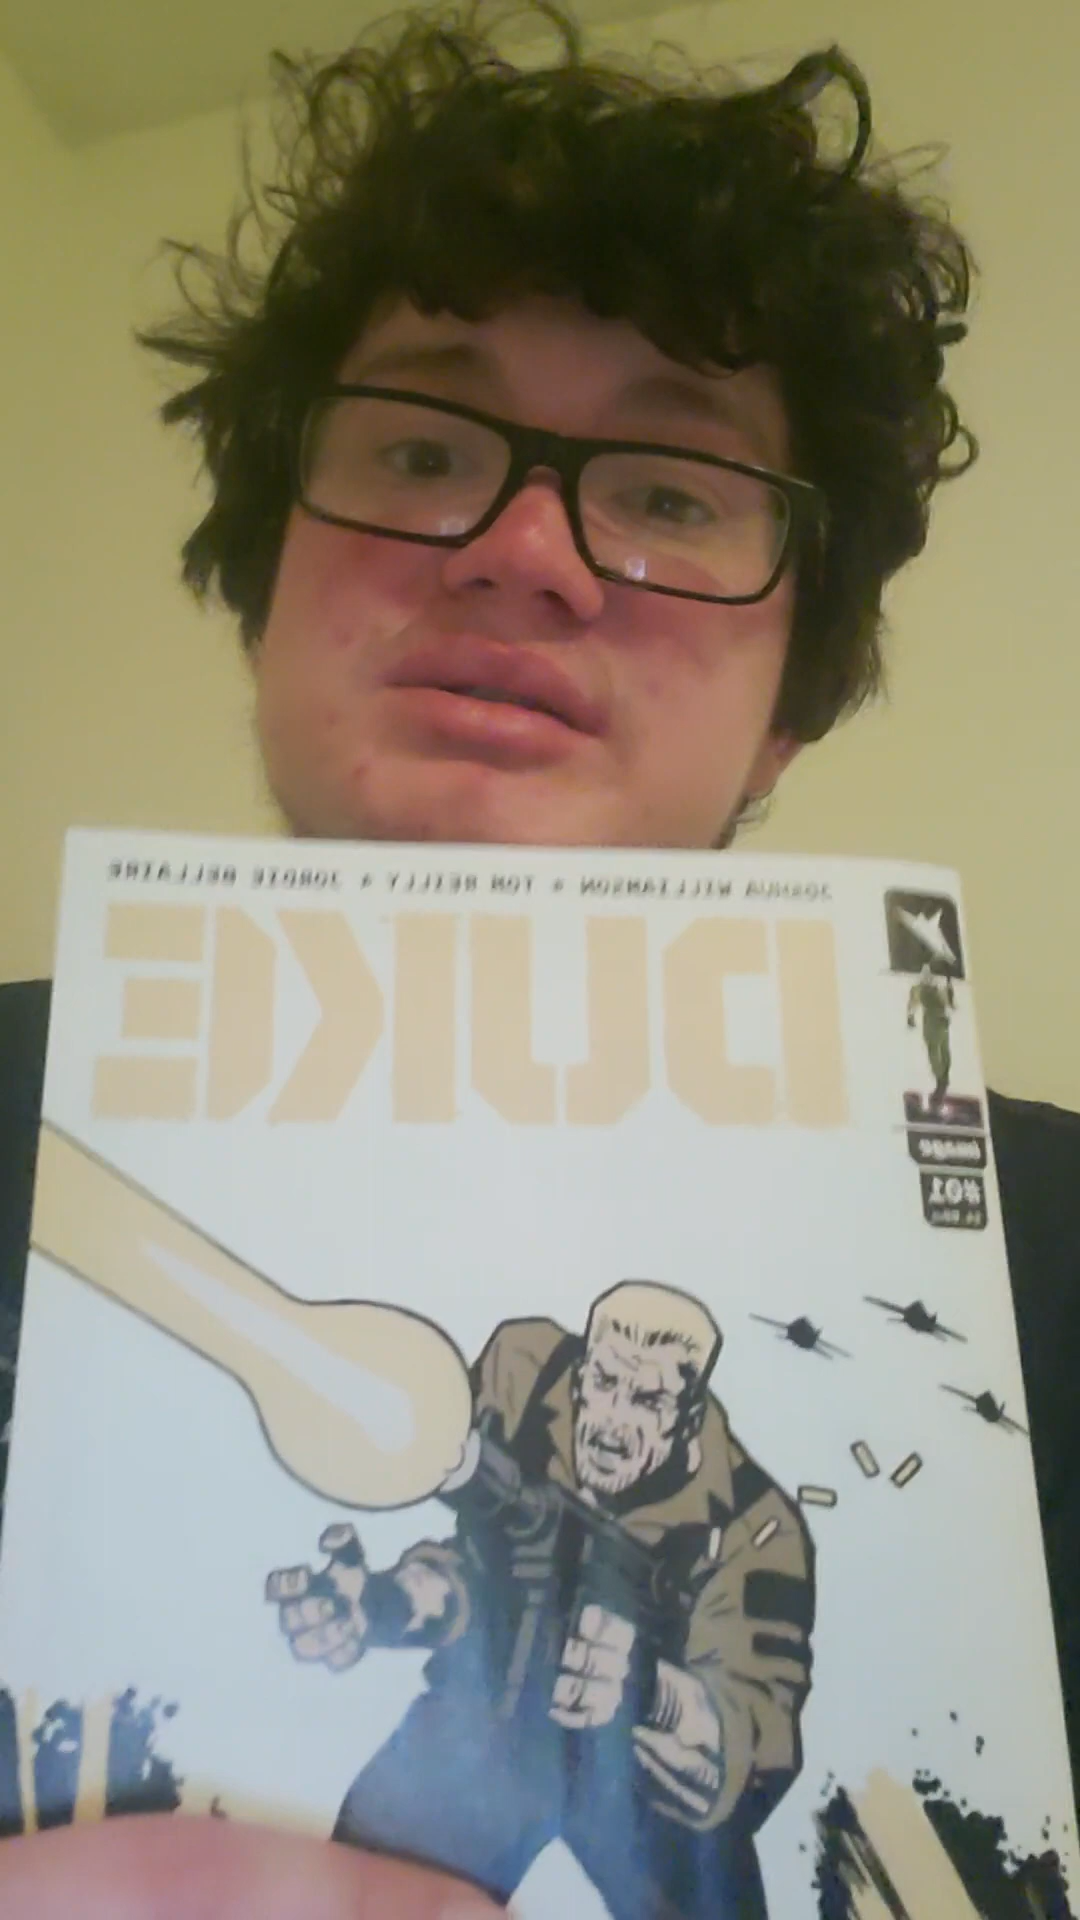 JOSHUA WILLIAMSON ★ TOM REILLY ★ JORDIE BELLAIRE
DUKE
image
#01